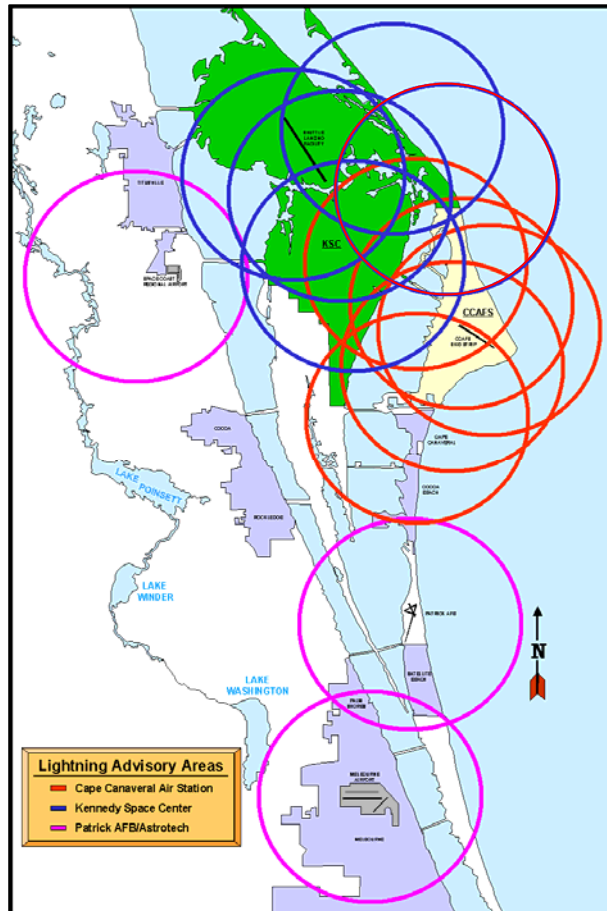 SHUTTLE
LANDING
FACILITY
TITUSVILLE
KSC
SPACECOAST
REGIONAL AIRPORT
CCAFS
CCAFS
SKID STRIP
CAPE
CANAVERAL
COCOA
COCOA
BEACH
LAKE
POINSETT
ROCKLEDGE
LAKE
WINDER
PATRICK AFB
N
LAKE
WASHINGTON
SATELLITE
BEACH
PALM
SHORES
MELBOURNE
AIRPORT
MELBOURNE
Lightning Advisory Areas
Cape Canaveral Air Station
Kennedy Space Center
Patrick AFB/Astrotech